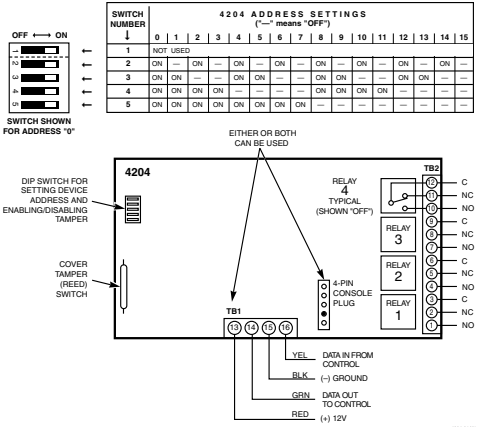 OFF ←→ ON
1
2
3
4
5
SWITCH SHOWN
FOR ADDRESS "0"
SWITCH NUMBER ↓
4204 ADDRESS SETTINGS
("—" means "OFF")
0 1 2 3 4 5 6 7 8 9 10 11 12 13 14 15
1 NOT USED
2 ON — ON — ON — ON — ON — ON — ON — ON —
3 ON ON — — ON ON — — ON ON — — ON ON — —
4 ON ON ON — — — — — ON ON ON ON — — — —
5 ON ON ON ON ON ON ON ON — — — — — — — —
EITHER OR BOTH
CAN BE USED
4204
DIP SWITCH FOR
SETTING DEVICE
ADDRESS AND
ENABLING/DISABLING
TAMPER
COVER
TAMPER
(REED)
SWITCH
RELAY
4
TYPICAL
(SHOWN "OFF")
RELAY
3
RELAY
2
RELAY
1
4-PIN
CONSOLE
PLUG
TB2
12 C
11 NC
10 NO
9 C
8 NC
7 NO
6 C
5 NC
4 NO
3 C
2 NC
1 NO
TB1
13 14 15 16
YEL DATA IN FROM
CONTROL
BLK (–) GROUND
GRN DATA OUT
TO CONTROL
RED (+) 12V